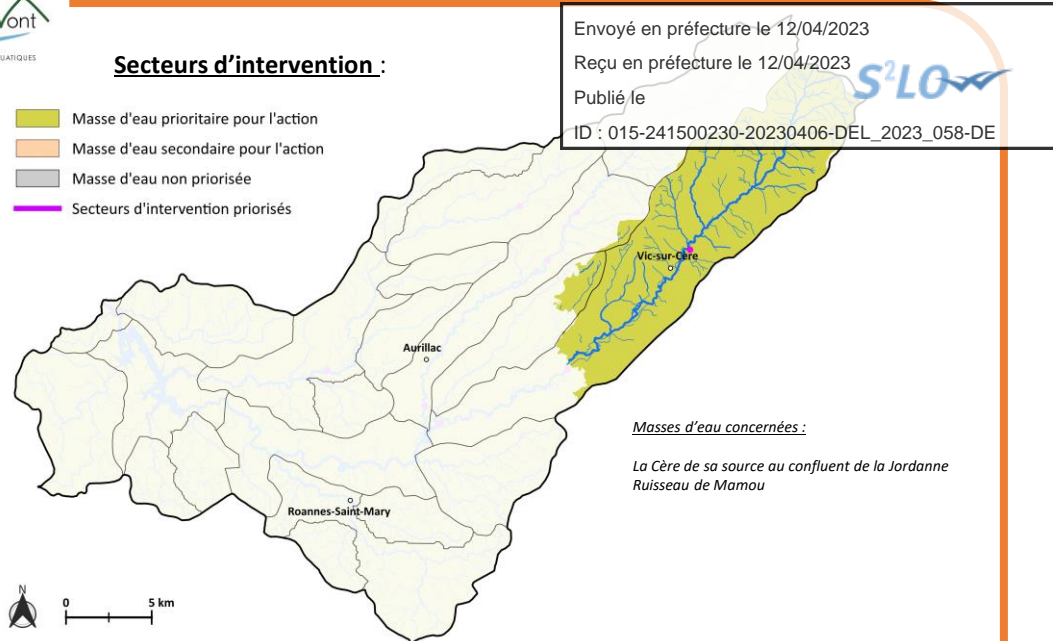 Envoyé en préfecture le 12/04/2023
Reçu en préfecture le 12/04/2023
Publié le
ID : 015-241500230-20230406-DEL_2023_058-DE
S²LO
Secteurs d'intervention :
Masse d'eau prioritaire pour l'action
Masse d'eau secondaire pour l'action
Masse d'eau non priorisée
Secteurs d'intervention priorisés
Vic-sur-Cère
Aurillac
Roannes-Saint-Mary
Masses d'eau concernées :
La Cère de sa source au confluent de la Jordanne
Ruisseau de Mamou
N
0 5 km